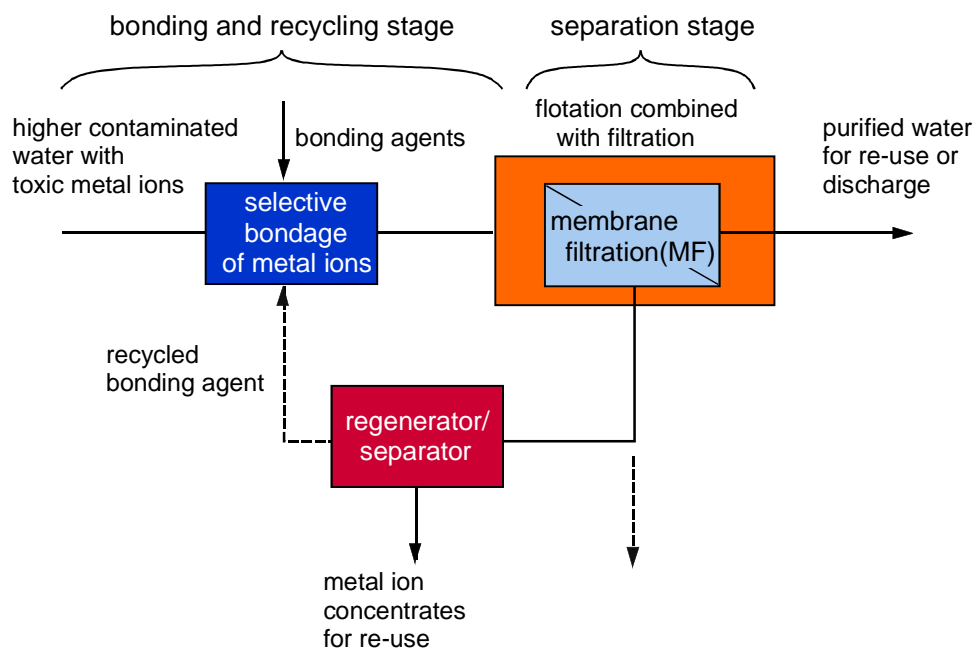 bonding and recycling stage
separation stage
higher contaminated
water with
toxic metal ions
bonding agents
flotation combined
with filtration
purified water
for re-use or
discharge
selective
bondage
of metal ions
membrane
filtration(MF)
recycled
bonding agent
regenerator/
separator
metal ion
concentrates
for re-use